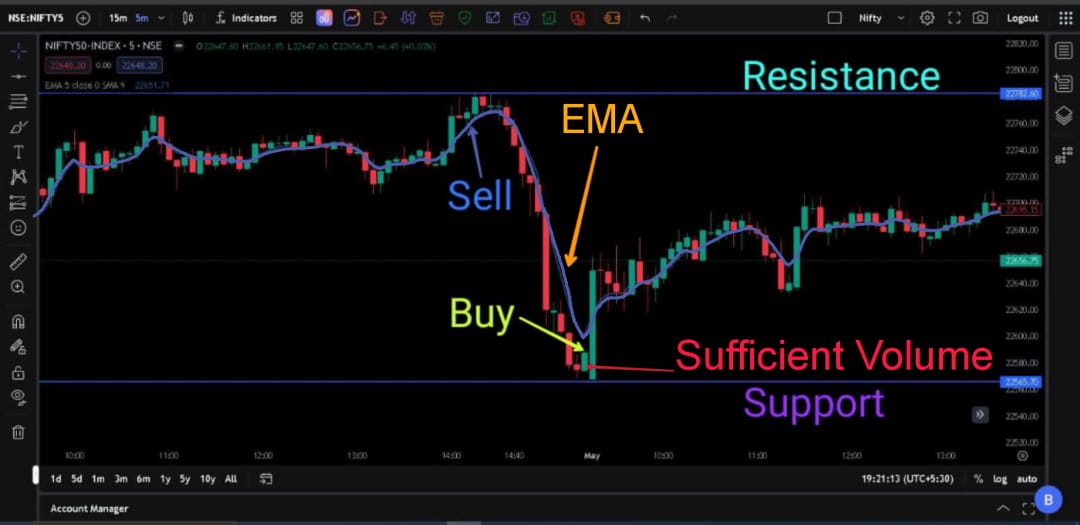 NSE:NIFTY5 15m 5m Indicators Nifty Logout
NIFTY50-INDEX • 5 • NSE O22647.60 H22661.95 L22647.60 C22656.75 +6.45 (+0.03%)
22648.20 0.00 22648.20
EMA 5 close 0 SMA 9 22651.71
Resistance
EMA
Sell
Buy
Sufficient Volume
Support
22820.00
22800.00
22782.60
22760.00
22740.00
22720.00
22700.00
22695.15
22680.00
22656.75
22640.00
22620.00
22600.00
22580.00
22565.70
22540.00
22520.00
10:00 11:00 12:00 13:00 14:00 14:40 May 10:00 11:00 12:00 13:00
1d 5d 1m 3m 6m 1y 5y 10y All 19:21:13 (UTC+5:30) % log auto
Account Manager
B